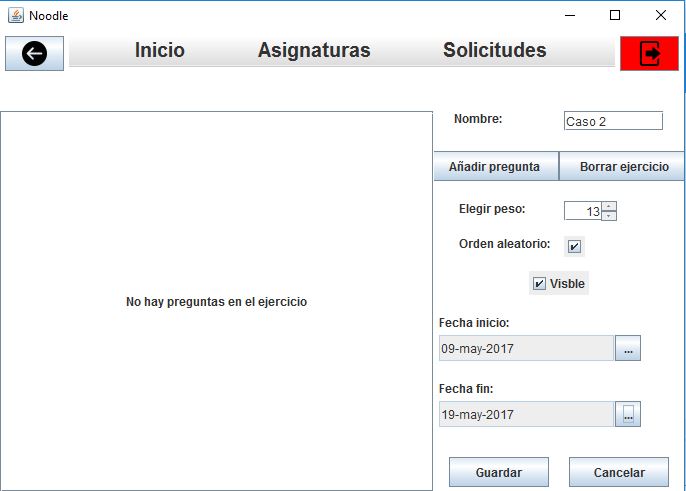 Noodle
Inicio Asignaturas Solicitudes
Nombre: Caso 2
Añadir pregunta Borrar ejercicio
Elegir peso: 13
Orden aleatorio:
Visble
No hay preguntas en el ejercicio
Fecha inicio:
09-may-2017 ...
Fecha fin:
19-may-2017 ...
Guardar Cancelar